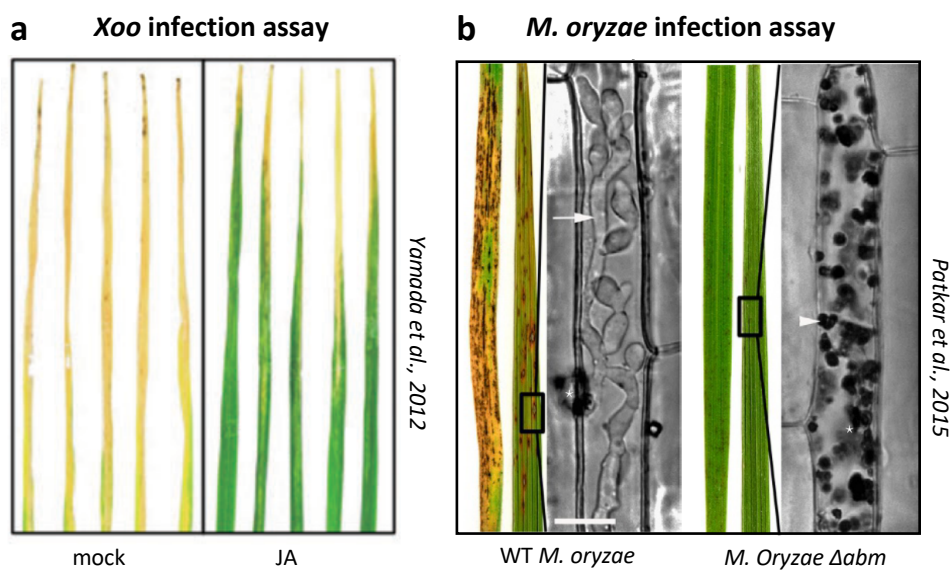 a
Xoo infection assay
b
M. oryzae infection assay
Yamada et al., 2012
Patkar et al., 2015
mock
JA
WT M. oryzae
M. Oryzae Δabm
*
*